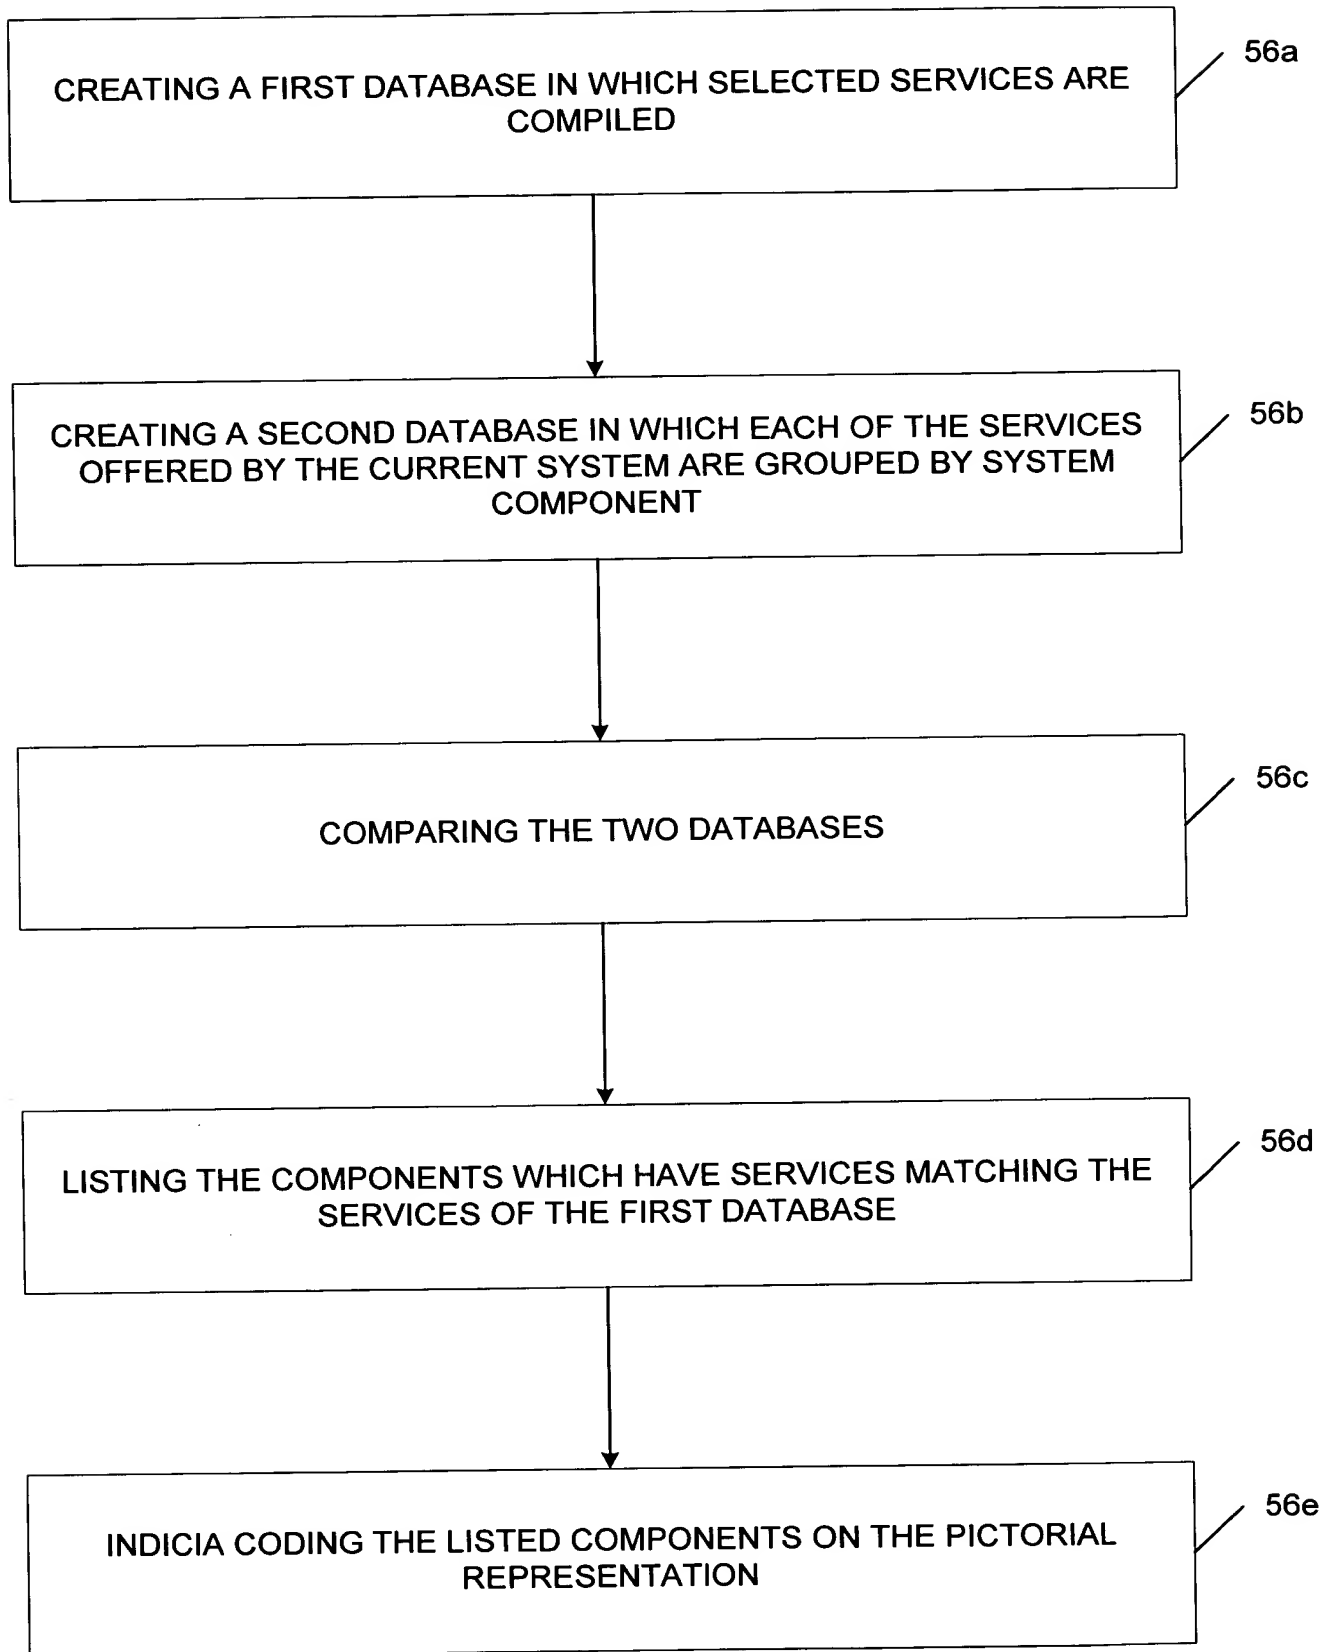 CREATING A FIRST DATABASE IN WHICH SELECTED SERVICES ARE
COMPILED
56a
CREATING A SECOND DATABASE IN WHICH EACH OF THE SERVICES
OFFERED BY THE CURRENT SYSTEM ARE GROUPED BY SYSTEM
COMPONENT
56b
COMPARING THE TWO DATABASES
56c
LISTING THE COMPONENTS WHICH HAVE SERVICES MATCHING THE
SERVICES OF THE FIRST DATABASE
56d
INDICIA CODING THE LISTED COMPONENTS ON THE PICTORIAL
REPRESENTATION
56e